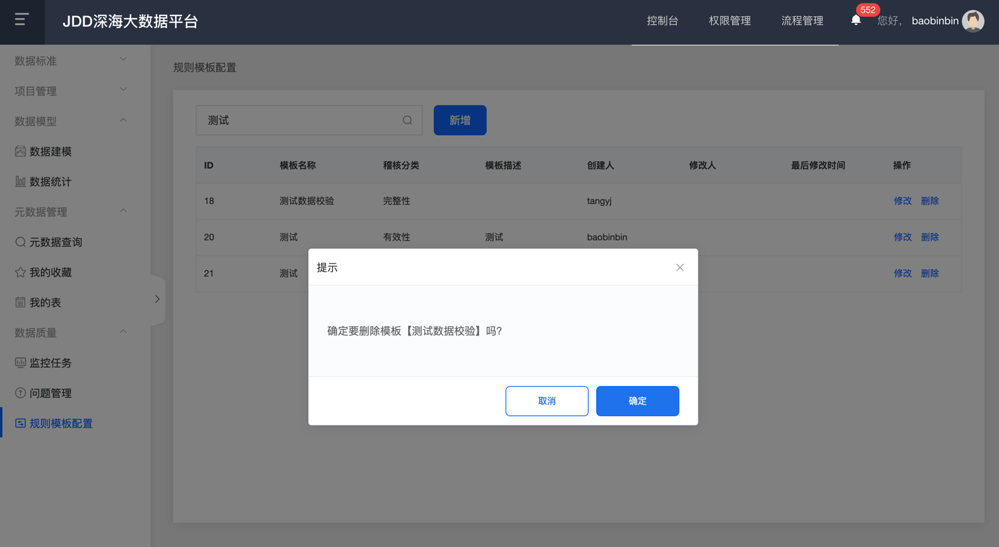 JDD深海大数据平台
控制台
权限管理
流程管理
552
您好, baobinbin
数据标准
项目管理
数据模型
数据建模
数据统计
元数据管理
元数据查询
我的收藏
我的表
数据质量
监控任务
问题管理
规则模板配置
规则模板配置
测试
新增
ID 模板名称 稽核分类 模板描述 创建人 修改人 最后修改时间 操作
18 测试数据校验 完整性 tangyj 修改 删除
20 测试 有效性 测试 baobinbin 修改 删除
21 测试 修改 删除
提示
确定要删除模板【测试数据校验】吗?
取消
确定